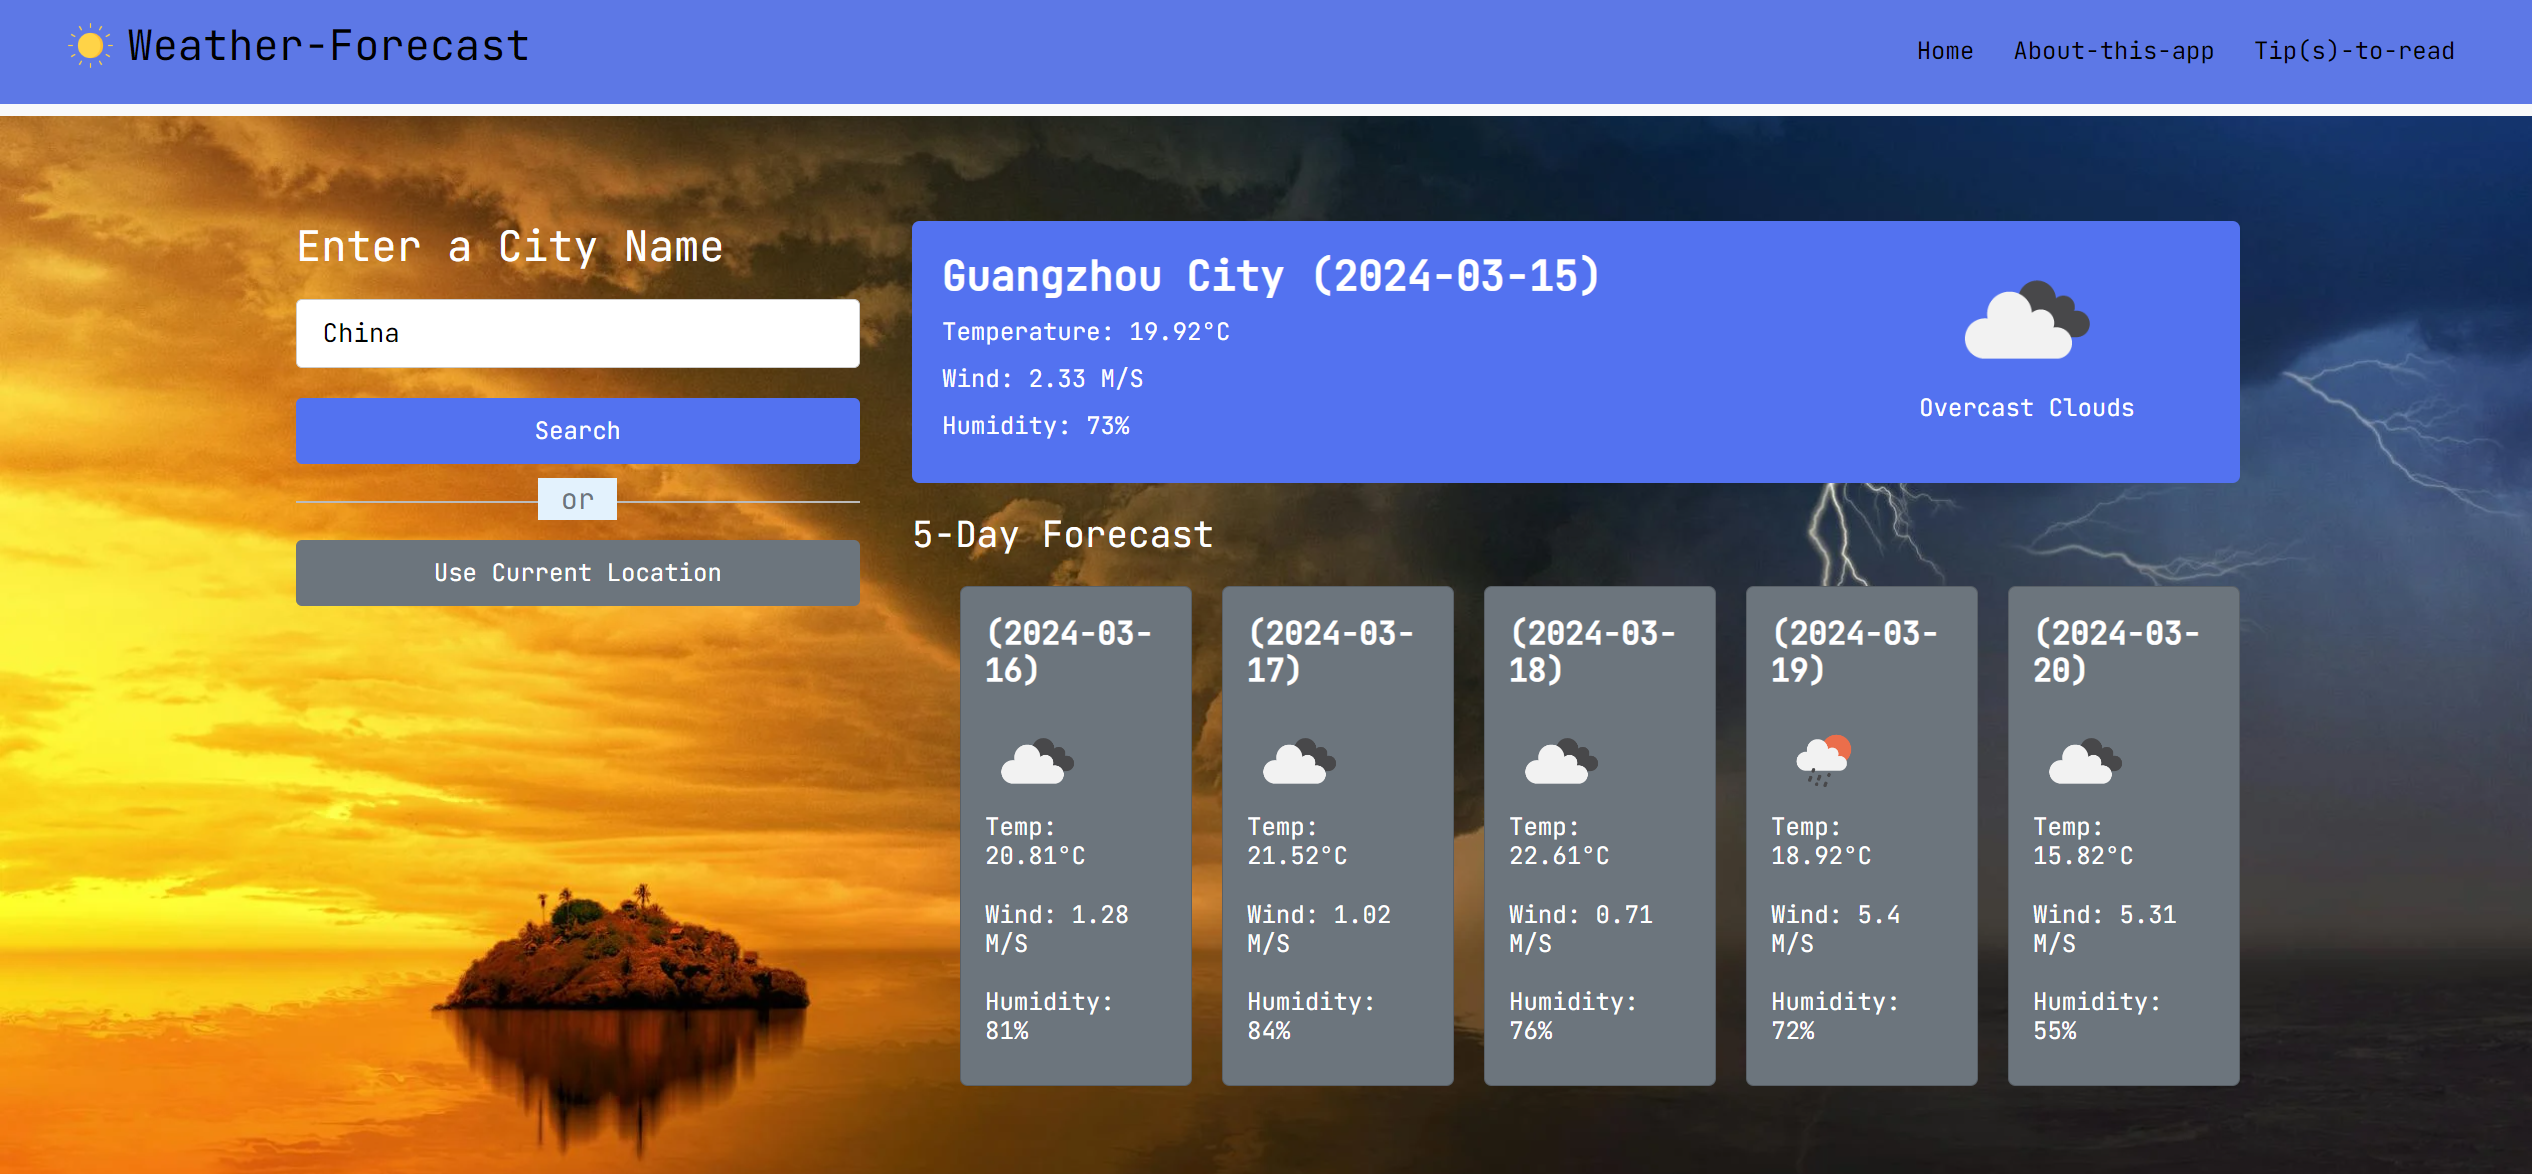 Weather-Forecast
Home
About-this-app
Tip(s)-to-read
Enter a City Name
China
Search
or
Use Current Location
Guangzhou City (2024-03-15)
Temperature: 19.92°C
Wind: 2.33 M/S
Humidity: 73%
Overcast Clouds
5-Day Forecast
(2024-03-
16)
Temp:
20.81°C
Wind: 1.28
M/S
Humidity:
81%
(2024-03-
17)
Temp:
21.52°C
Wind: 1.02
M/S
Humidity:
84%
(2024-03-
18)
Temp:
22.61°C
Wind: 0.71
M/S
Humidity:
76%
(2024-03-
19)
Temp:
18.92°C
Wind: 5.4
M/S
Humidity:
72%
(2024-03-
20)
Temp:
15.82°C
Wind: 5.31
M/S
Humidity:
55%